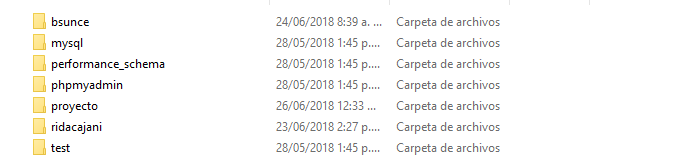 bsunce 24/06/2018 8:39 a. ... Carpeta de archivos
mysql 28/05/2018 1:45 p.... Carpeta de archivos
performance_schema 28/05/2018 1:45 p.... Carpeta de archivos
phpmyadmin 28/05/2018 1:45 p.... Carpeta de archivos
proyecto 26/06/2018 12:33 ... Carpeta de archivos
ridacajani 23/06/2018 2:27 p.... Carpeta de archivos
test 28/05/2018 1:45 p.... Carpeta de archivos